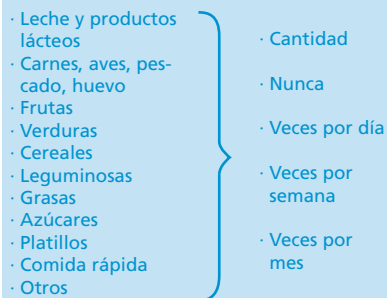 · Leche y productos
lácteos
· Carnes, aves, pes-
cado, huevo
· Frutas
· Verduras
· Cereales
· Leguminosas
· Grasas
· Azúcares
· Platillos
· Comida rápida
· Otros
· Cantidad
· Nunca
· Veces por día
· Veces por
semana
· Veces por
mes